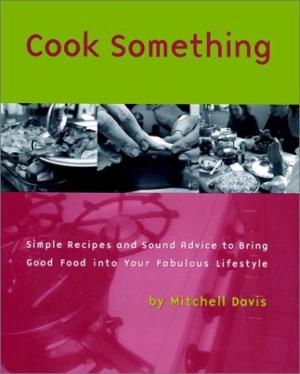 Cook Something
Simple Recipes and Sound Advice to Bring
Good Food into Your Fabulous Lifestyle
by Mitchell Davis